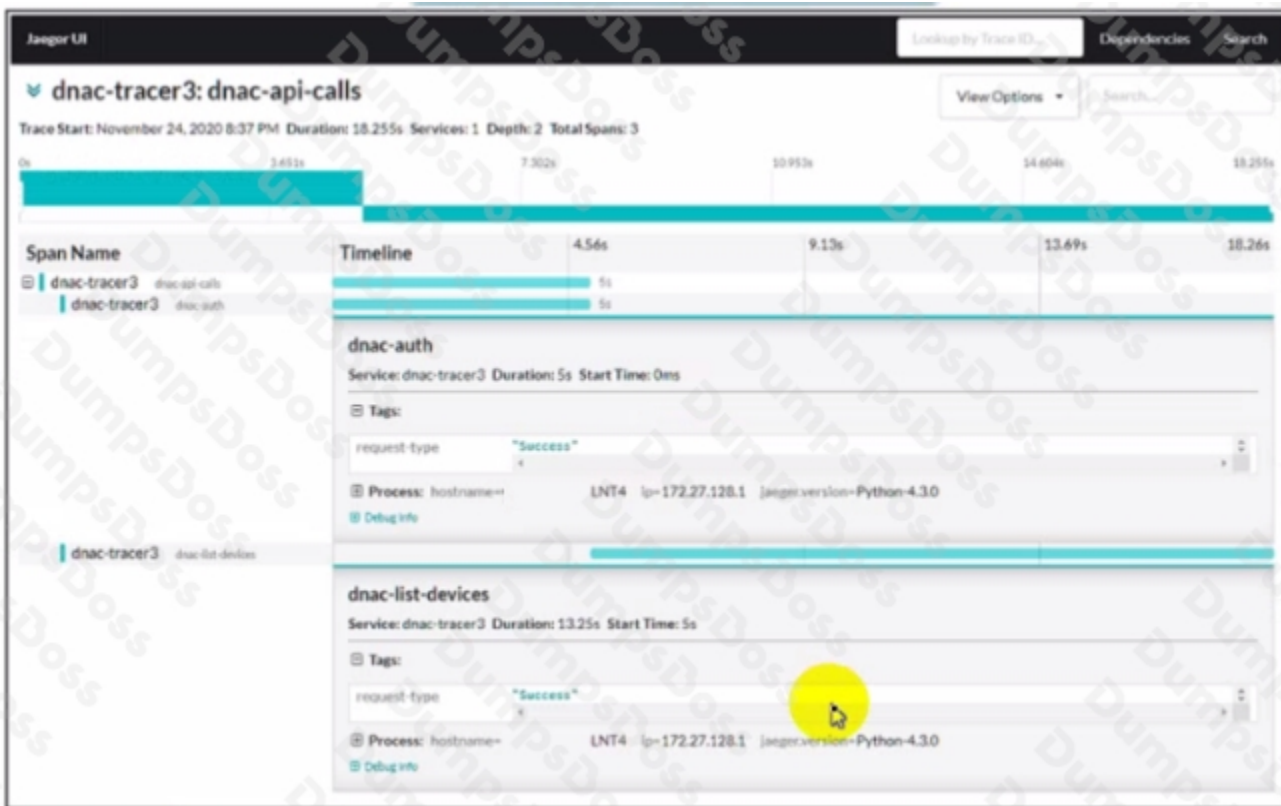 Jaeger UI Lookup by Trace ID... Dependencies Search
dnac-tracer3: dnac-api-calls View Options Search...
Trace Start: November 24, 2020 8:37 PM Duration: 18.255s Services: 1 Depth: 2 Total Spans: 3
0s 3.651s 7.302s 10.953s 14.604s 18.255s
Span Name Timeline 4.56s 9.13s 13.69s 18.26s
dnac-tracer3 dnac-api-calls 5s
dnac-tracer3 dnac-auth 5s
dnac-auth
Service: dnac-tracer3 Duration: 5s Start Time: 0ms
Tags:
request-type "Success"
Process: hostname= LNT4 ip=172.27.128.1 jaeger.version=Python-4.3.0
Debug Info
dnac-tracer3 dnac-list-devices
dnac-list-devices
Service: dnac-tracer3 Duration: 13.25s Start Time: 5s
Tags:
request-type "Success"
Process: hostname= LNT4 ip=172.27.128.1 jaeger.version=Python-4.3.0
Debug Info
DumpsDoss